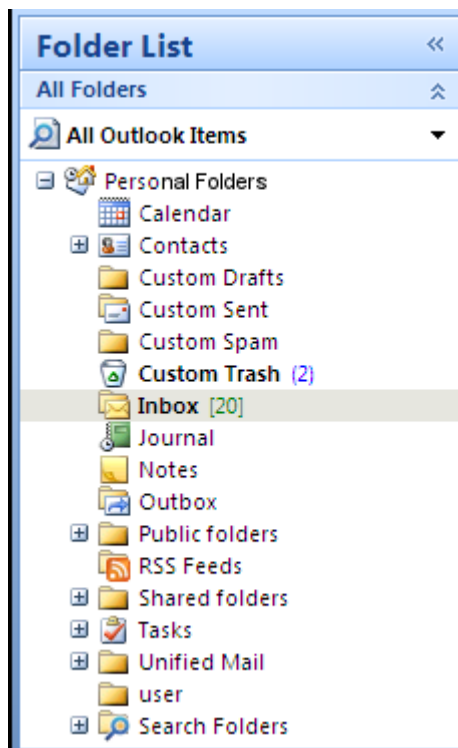 Folder List
All Folders
All Outlook Items
Personal Folders
Calendar
Contacts
Custom Drafts
Custom Sent
Custom Spam
Custom Trash (2)
Inbox [20]
Journal
Notes
Outbox
Public folders
RSS Feeds
Shared folders
Tasks
Unified Mail
user
Search Folders